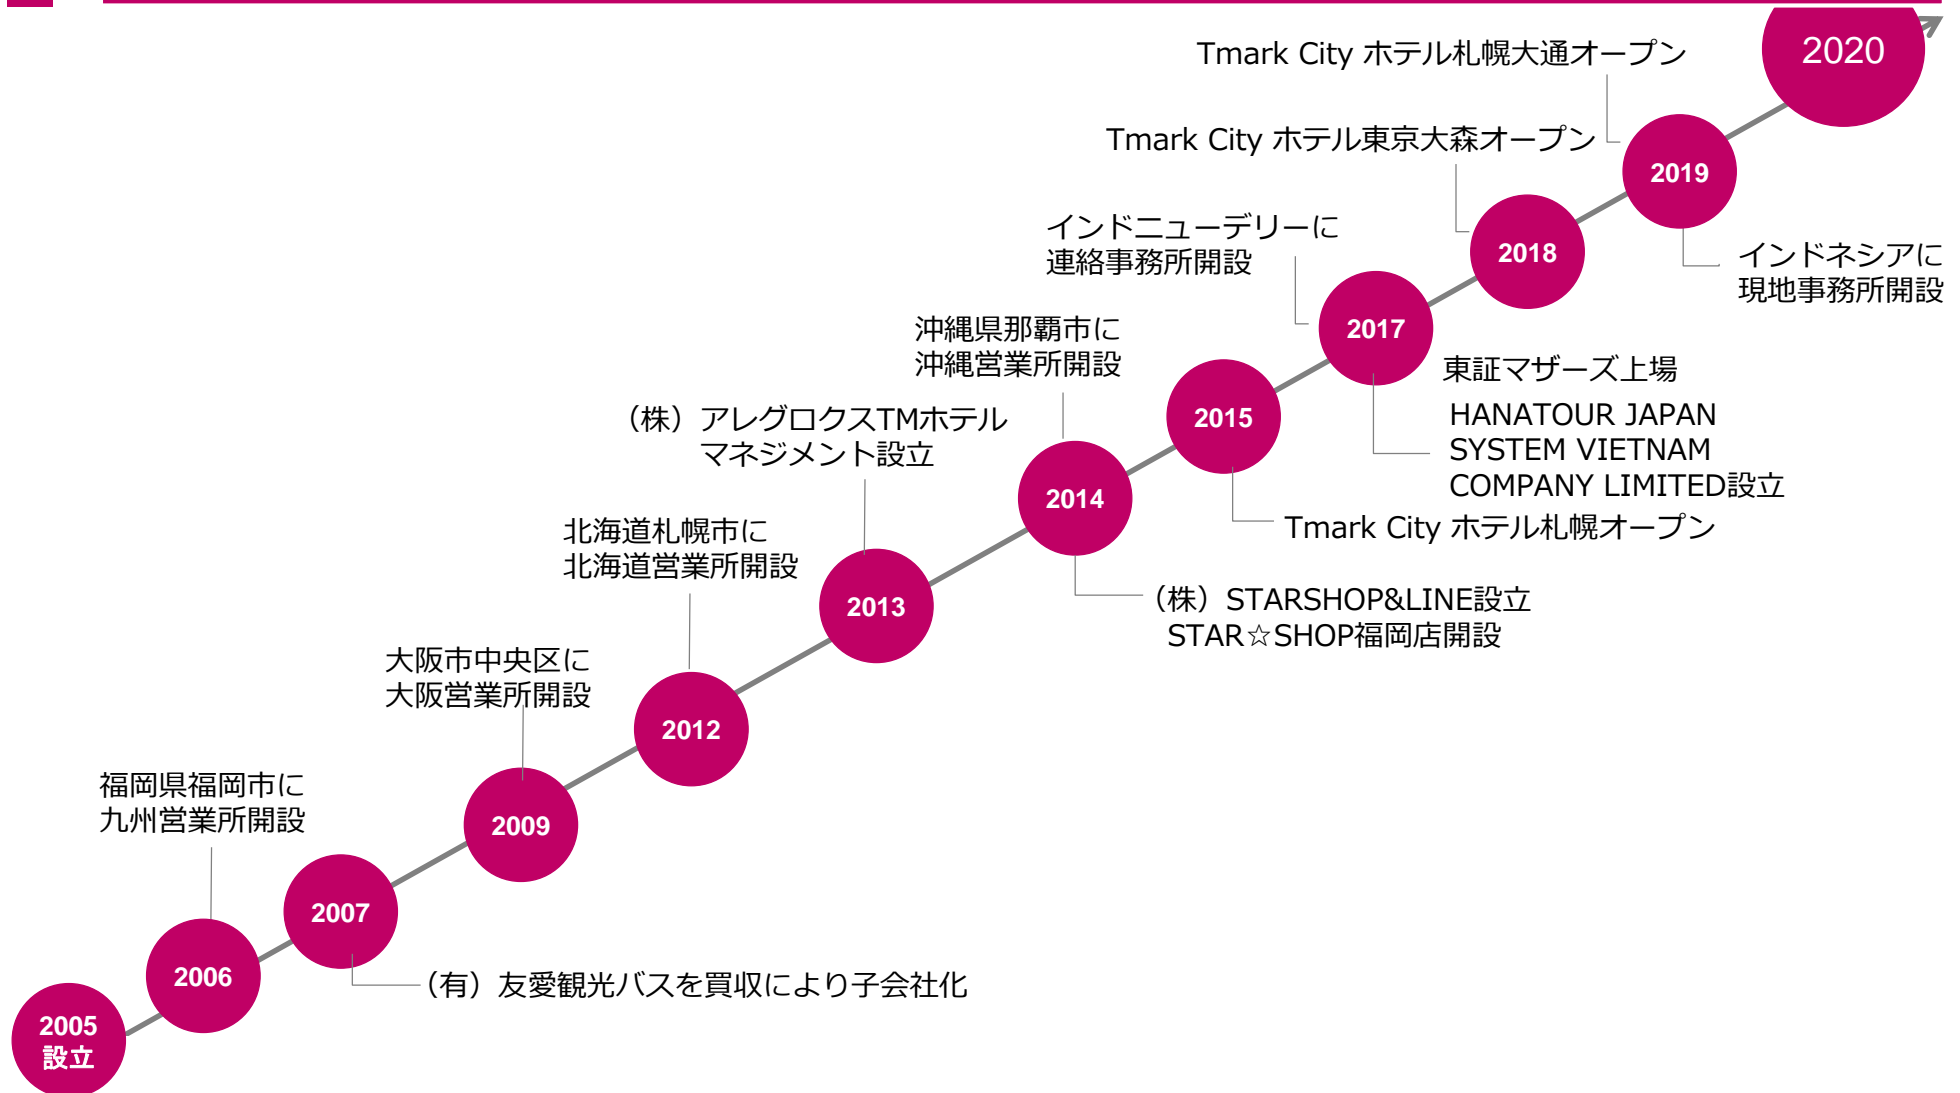 2020
Tmark City ホテル札幌大通オープン
2019
インドネシアに
現地事務所開設
Tmark City ホテル東京大森オープン
2018
インドニューデリーに
連絡事務所開設
2017
東証マザーズ上場
HANATOUR JAPAN
SYSTEM VIETNAM
COMPANY LIMITED設立
2015
Tmark City ホテル札幌オープン
沖縄県那覇市に
沖縄営業所開設
2014
（株）STARSHOP&LINE設立
STAR☆SHOP福岡店開設
（株）アレグロクスTMホテル
マネジメント設立
2013
北海道札幌市に
北海道営業所開設
2012
大阪市中央区に
大阪営業所開設
2009
福岡県福岡市に
九州営業所開設
2007
（有）友愛観光バスを買収により子会社化
2006
2005
設立